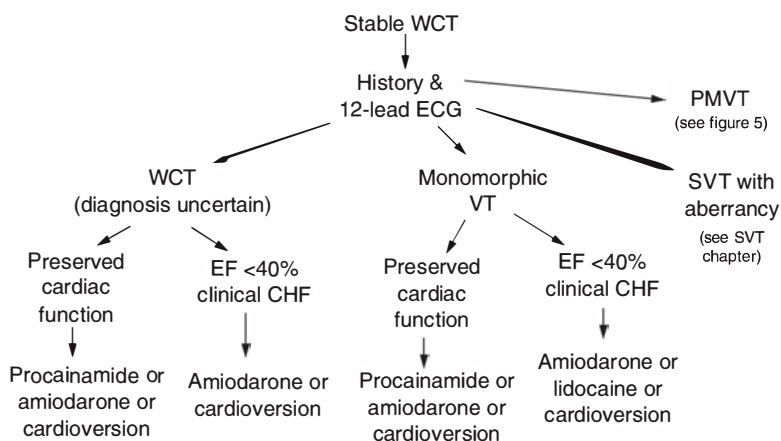 Stable WCT
History &
12-lead ECG
PMVT
(see figure 5)
WCT
(diagnosis uncertain)
Monomorphic
VT
SVT with
aberrancy
(see SVT
chapter)
Preserved
cardiac
function
EF <40%
clinical CHF
Preserved
cardiac
function
EF <40%
clinical CHF
Procainamide or
amiodarone or
cardioversion
Amiodarone or
cardioversion
Procainamide or
amiodarone or
cardioversion
Amiodarone or
lidocaine or
cardioversion